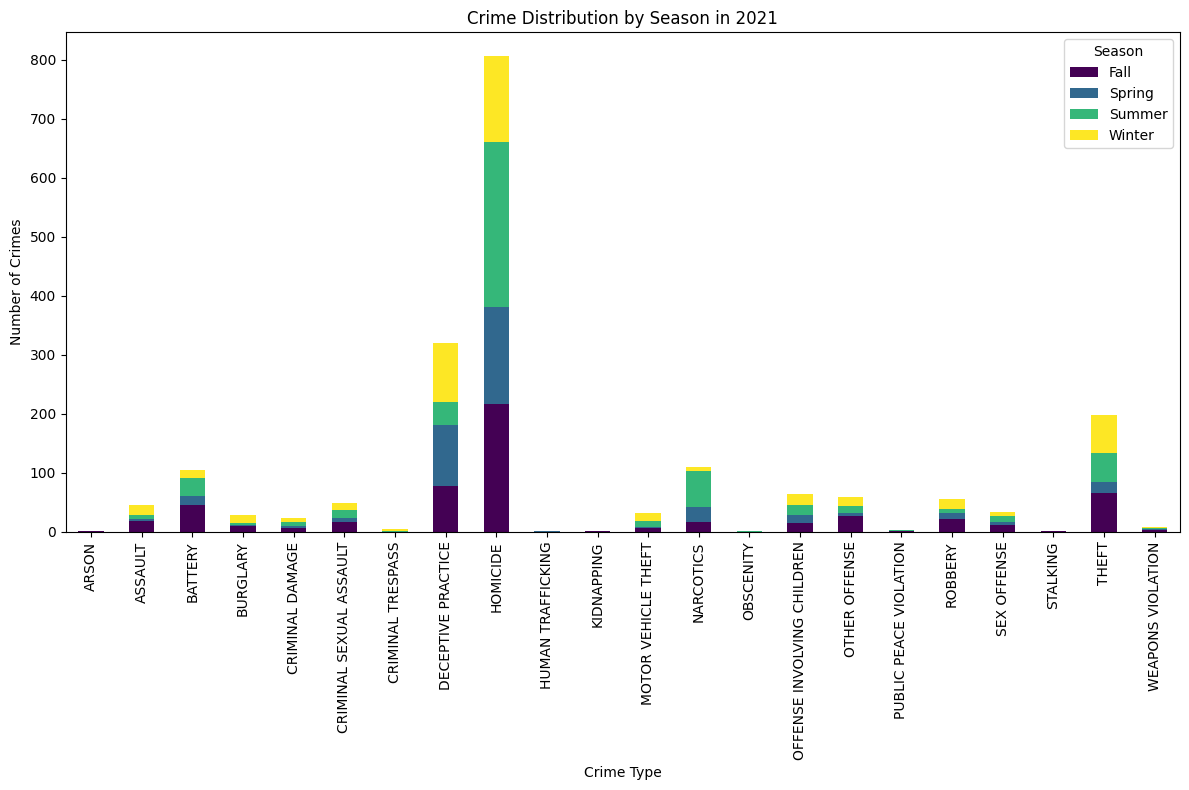 Crime Distribution by Season in 2021
Season
Fall
Spring
Summer
Winter
Number of Crimes
800
700
600
500
400
300
200
100
0
ARSON
ASSAULT
BATTERY
BURGLARY
CRIMINAL DAMAGE
CRIMINAL SEXUAL ASSAULT
CRIMINAL TRESPASS
DECEPTIVE PRACTICE
HOMICIDE
HUMAN TRAFFICKING
KIDNAPPING
MOTOR VEHICLE THEFT
NARCOTICS
OBSCENITY
OFFENSE INVOLVING CHILDREN
OTHER OFFENSE
PUBLIC PEACE VIOLATION
ROBBERY
SEX OFFENSE
STALKING
THEFT
WEAPONS VIOLATION
Crime Type